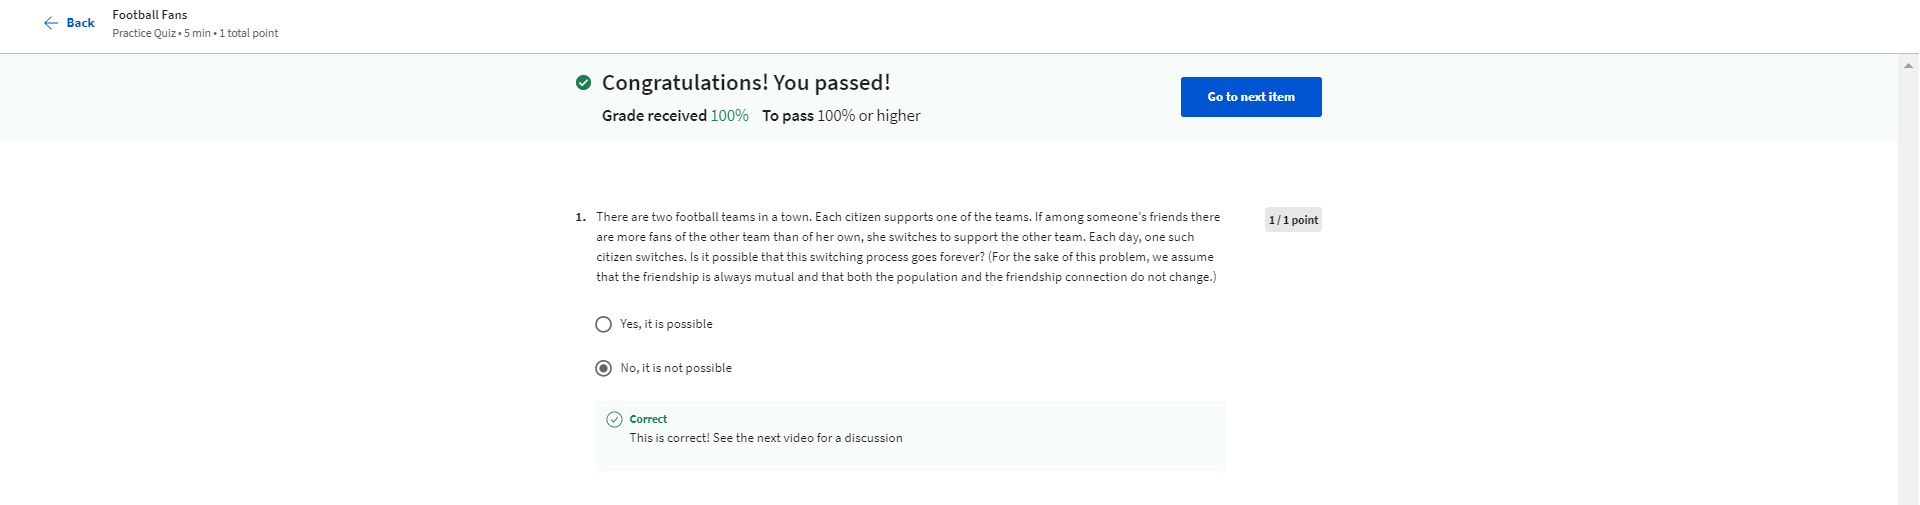 Back
Football Fans
Practice Quiz • 5 min • 1 total point
Congratulations! You passed!
Grade received 100% To pass 100% or higher
Go to next item
1. There are two football teams in a town. Each citizen supports one of the teams. If among someone's friends there
are more fans of the other team than of her own, she switches to support the other team. Each day, one such
citizen switches. Is it possible that this switching process goes forever? (For the sake of this problem, we assume
that the friendship is always mutual and that both the population and the friendship connection do not change.)
1 / 1 point
Yes, it is possible
No, it is not possible
Correct
This is correct! See the next video for a discussion